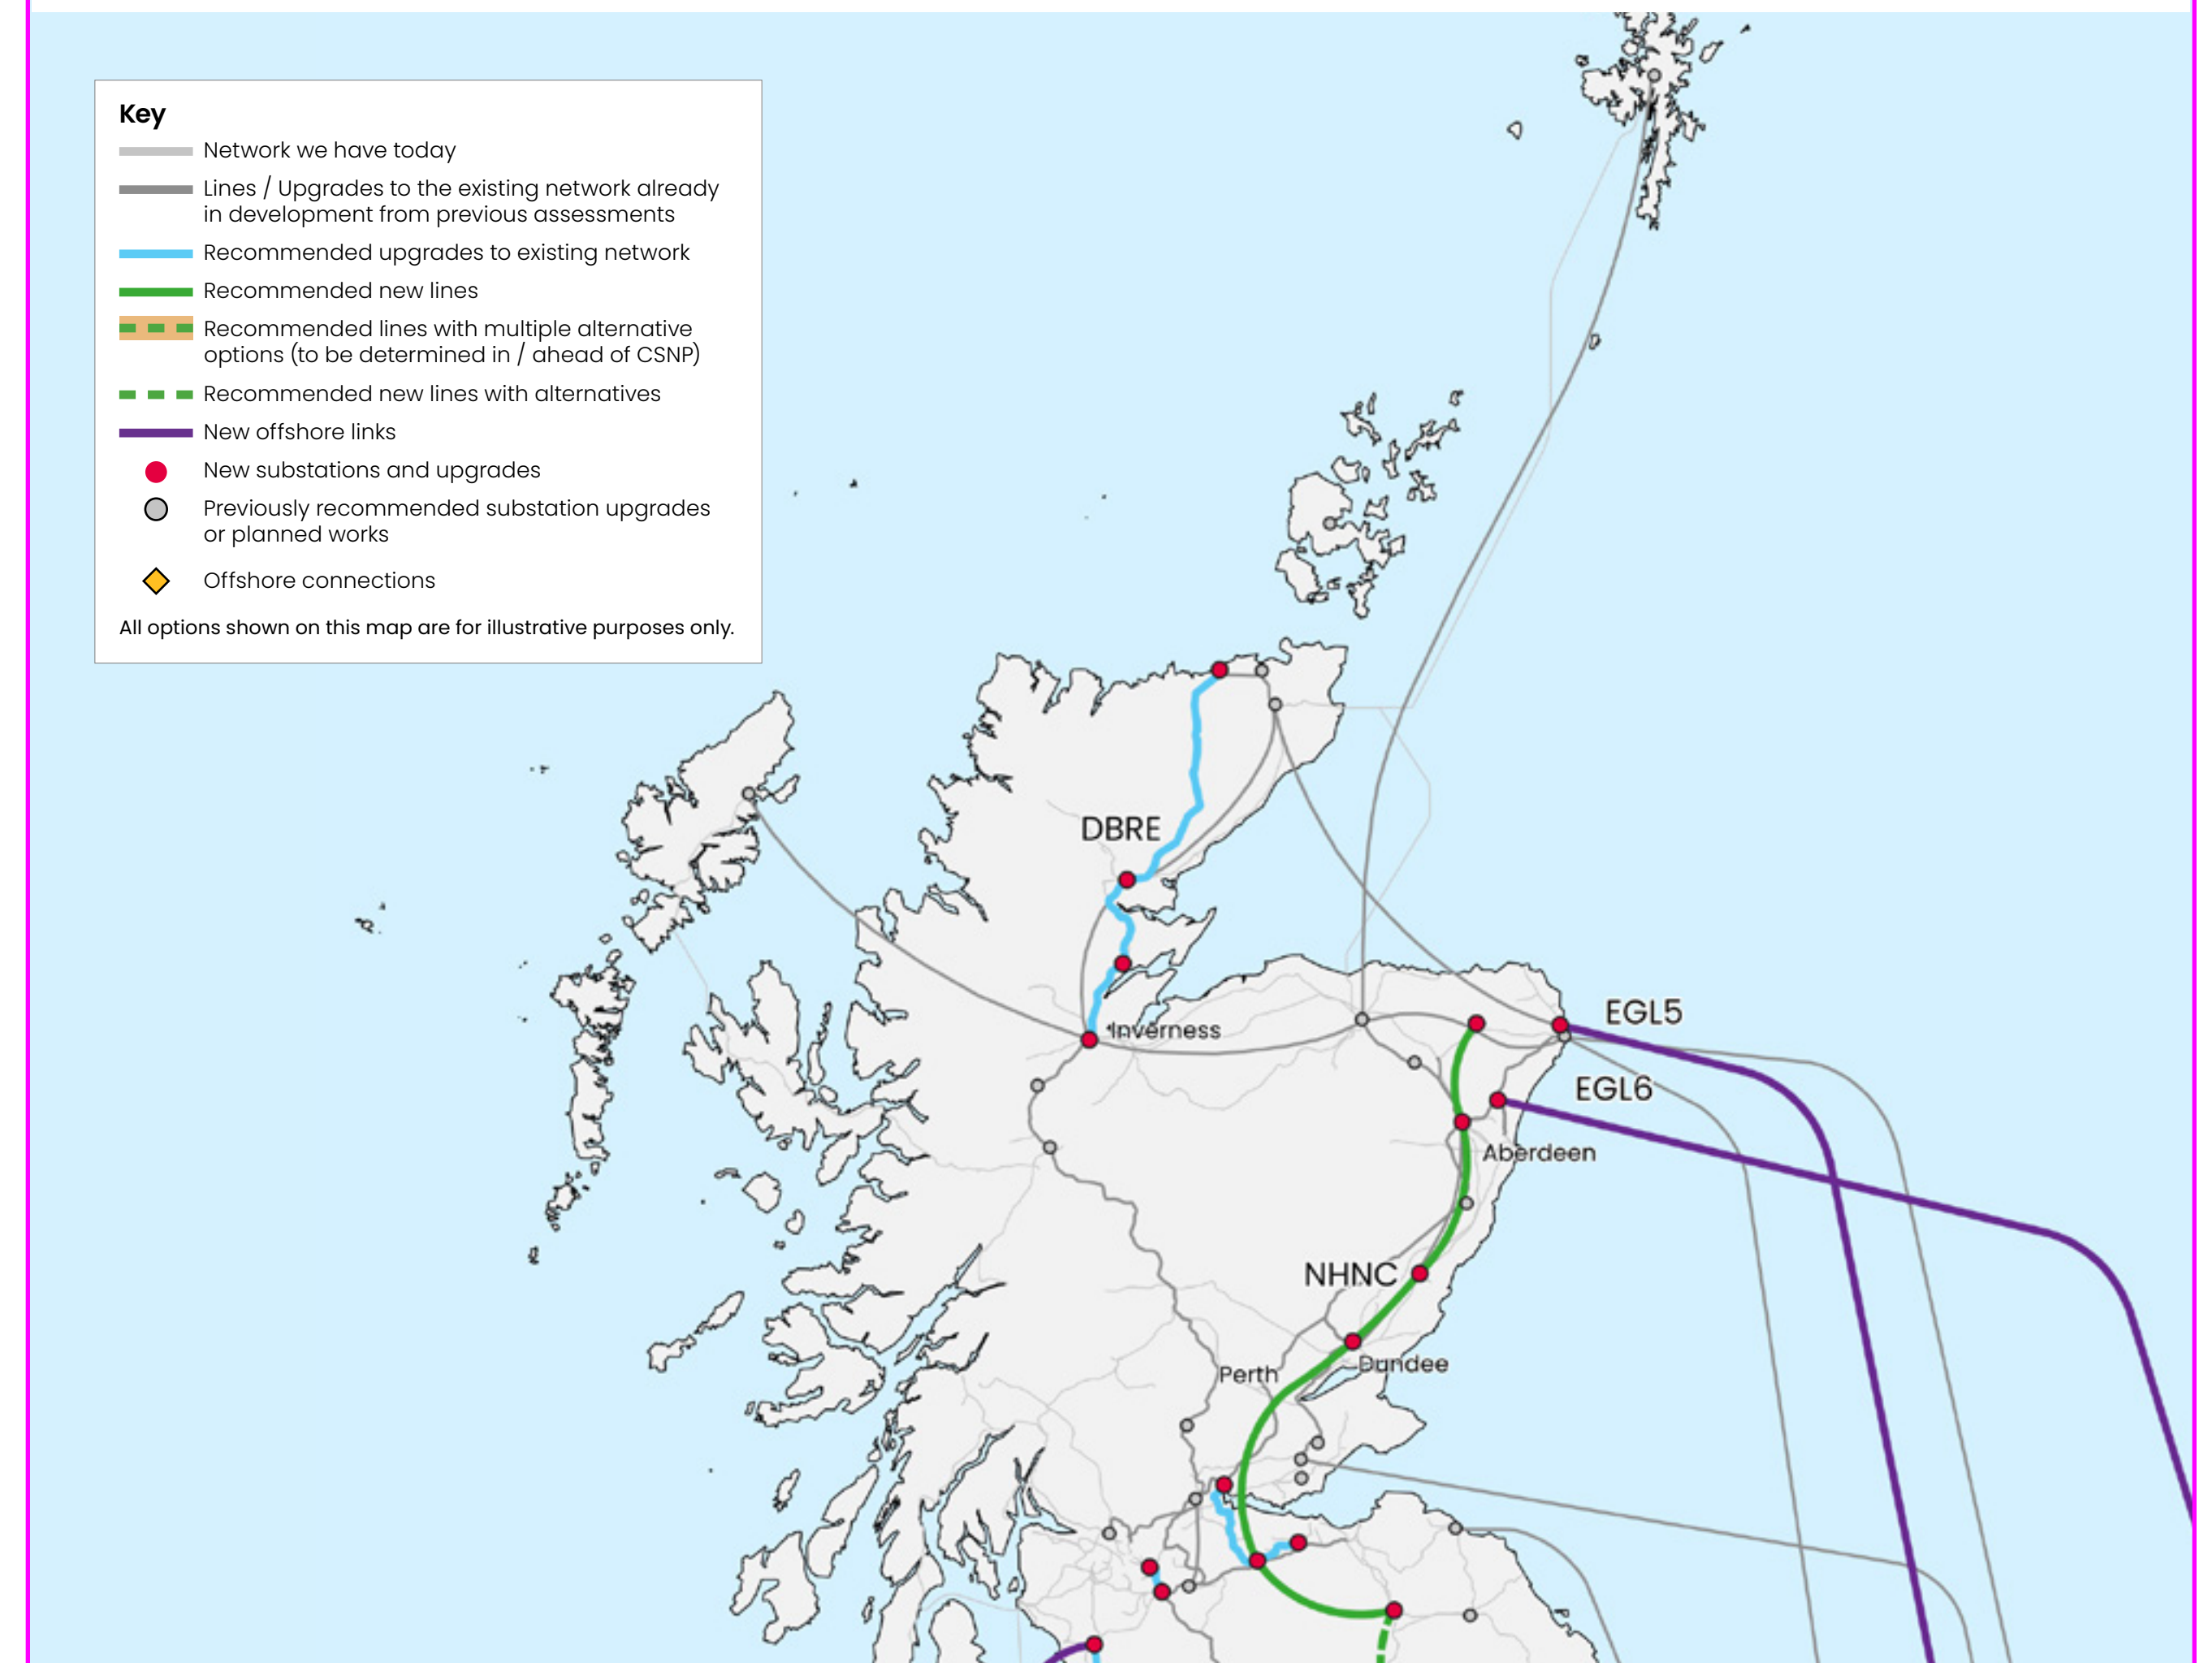 Key
Network we have today
Lines / Upgrades to the existing network already
in development from previous assessments
Recommended upgrades to existing network
Recommended new lines
Recommended lines with multiple alternative
options (to be determined in / ahead of CSNP)
Recommended new lines with alternatives
New offshore links
New substations and upgrades
Previously recommended substation upgrades
or planned works
Offshore connections
All options shown on this map are for illustrative purposes only.
DBRE
EGL5
Inverness
EGL6
Aberdeen
NHNC
Dundee
Perth